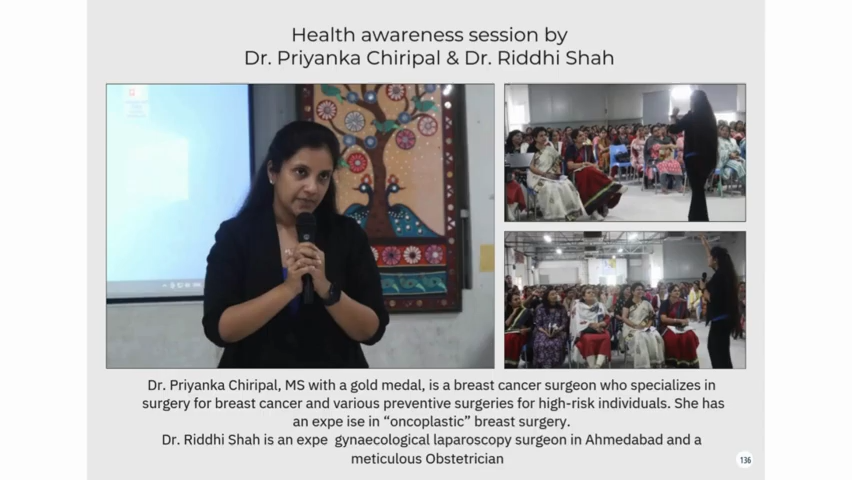 Health awareness session by
Dr. Priyanka Chiripal & Dr. Riddhi Shah
Dr. Priyanka Chiripal, MS with a gold medal, is a breast cancer surgeon who specializes in
surgery for breast cancer and various preventive surgeries for high-risk individuals. She has
an expe ise in “oncoplastic” breast surgery.
Dr. Riddhi Shah is an expe  gynaecological laparoscopy surgeon in Ahmedabad and a
meticulous Obstetrician
136